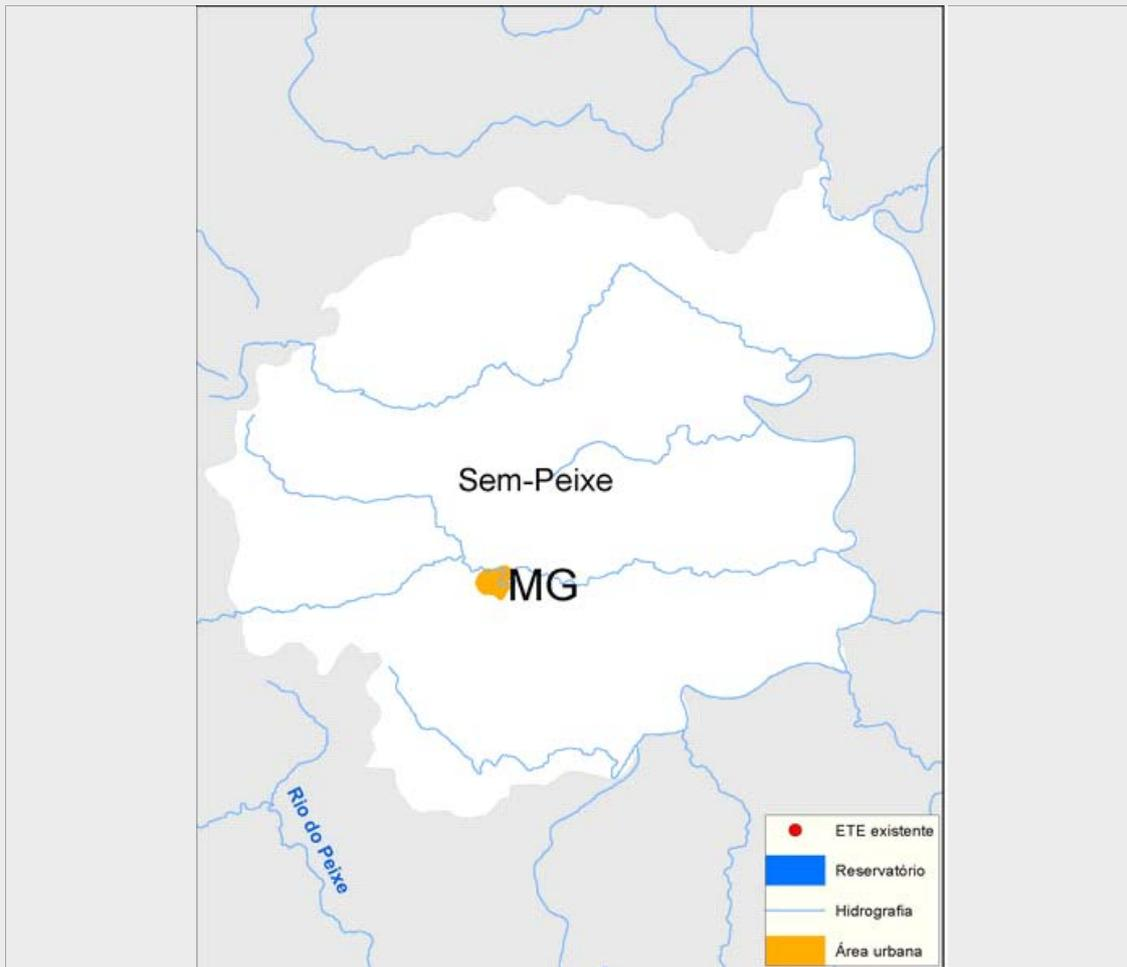 Sem-Peixe
MG
Rio do Peixe
ETE existente
Reservatório
Hidrografia
Área urbana